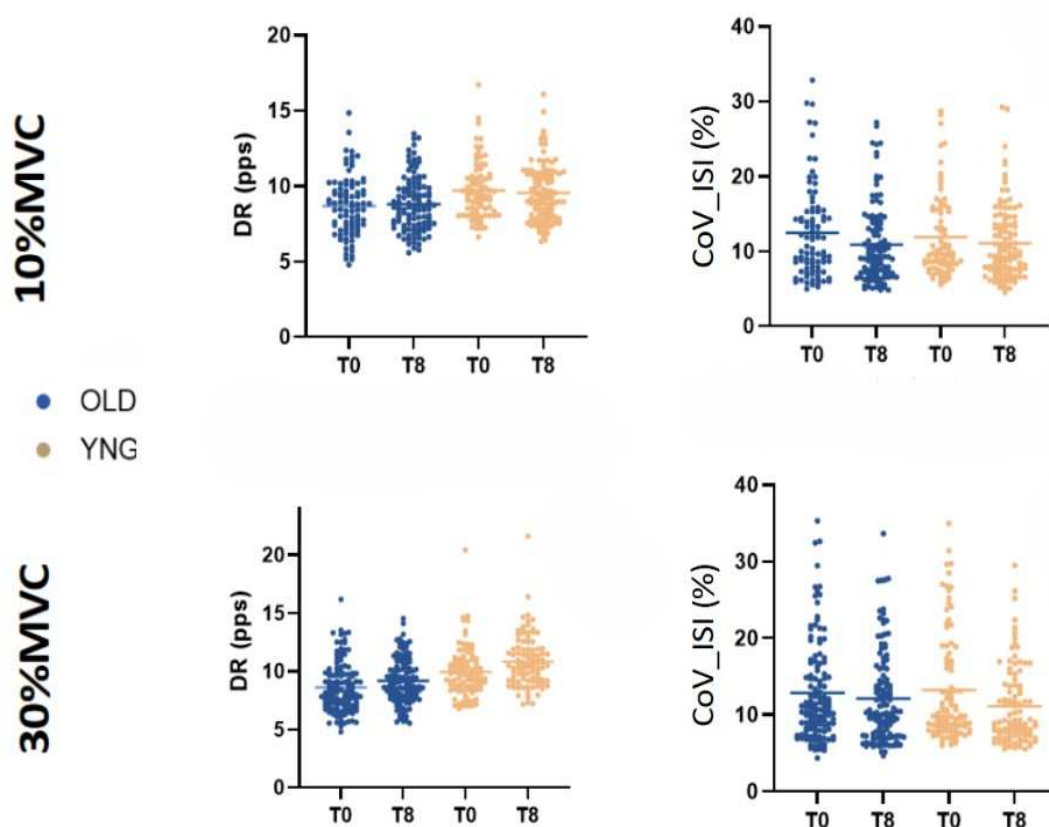 10%MVC
DR (pps)
20
15
10
5
0
T0 T8 T0 T8
CoV_ISI (%)
40
30
20
10
0
T0 T8 T0 T8
OLD
YNG
30%MVC
DR (pps)
20
15
10
5
0
T0 T8 T0 T8
CoV_ISI (%)
40
30
20
10
0
T0 T8 T0 T8